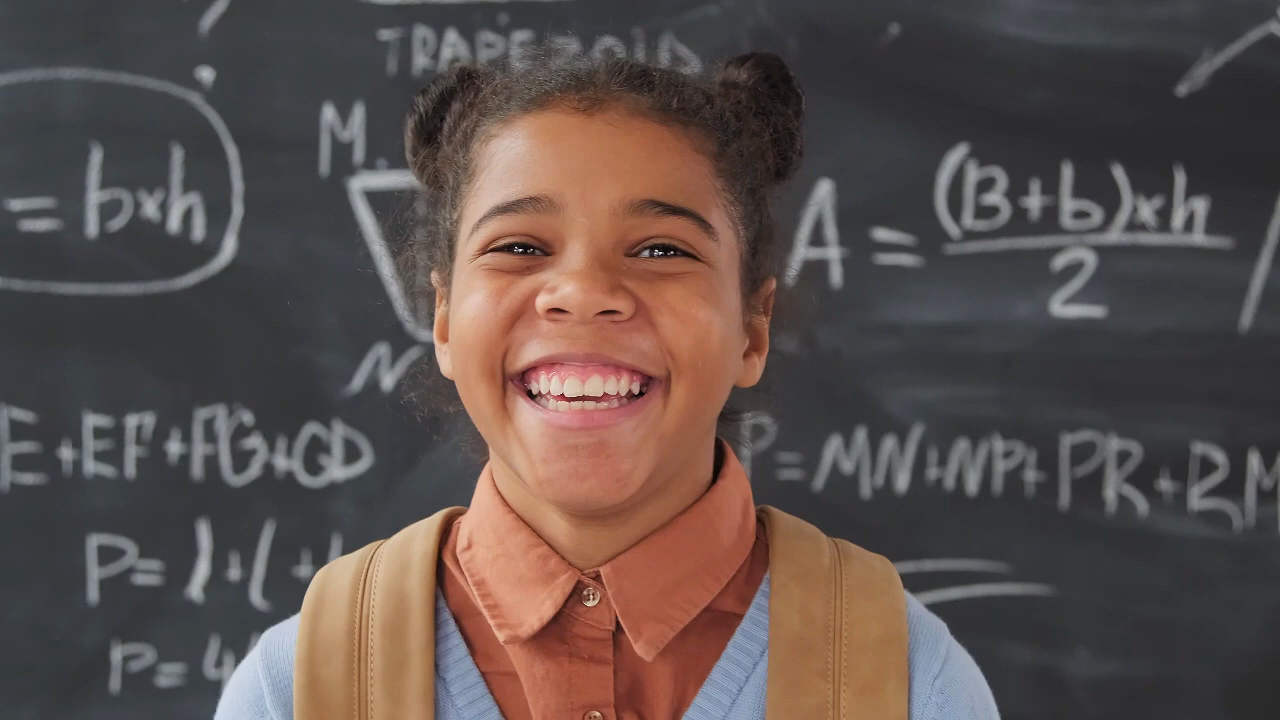 TRAPEZOID
M
= b×h
A = (B+b)×h
2
N
E+EF+FG+GD
P=MN+NP+PR+RM
P= l+l+
P=4